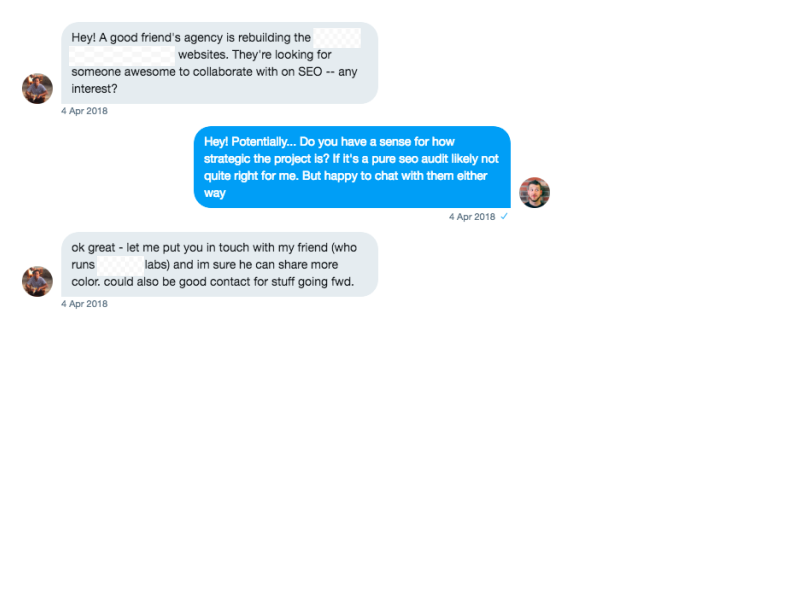 Hey! A good friend's agency is rebuilding the
websites. They're looking for
someone awesome to collaborate with on SEO -- any
interest?
4 Apr 2018
Hey! Potentially... Do you have a sense for how
strategic the project is? If it's a pure seo audit likely not
quite right for me. But happy to chat with them either
way
4 Apr 2018 ✓
ok great - let me put you in touch with my friend (who
runs labs) and im sure he can share more
color. could also be good contact for stuff going fwd.
4 Apr 2018